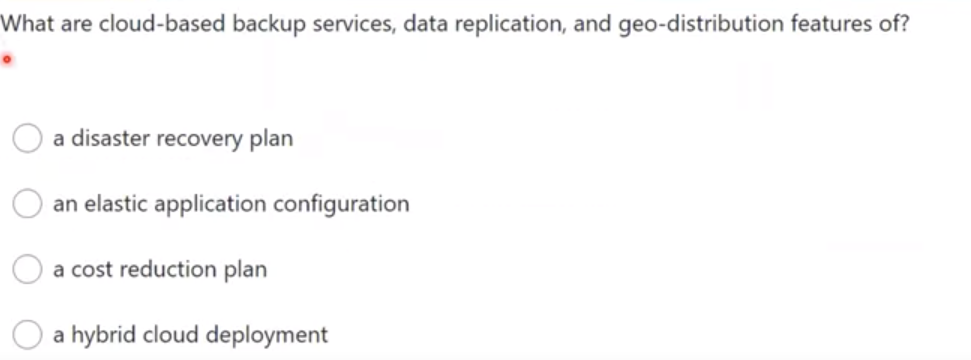 What are cloud-based backup services, data replication, and geo-distribution features of?
a disaster recovery plan
an elastic application configuration
a cost reduction plan
a hybrid cloud deployment